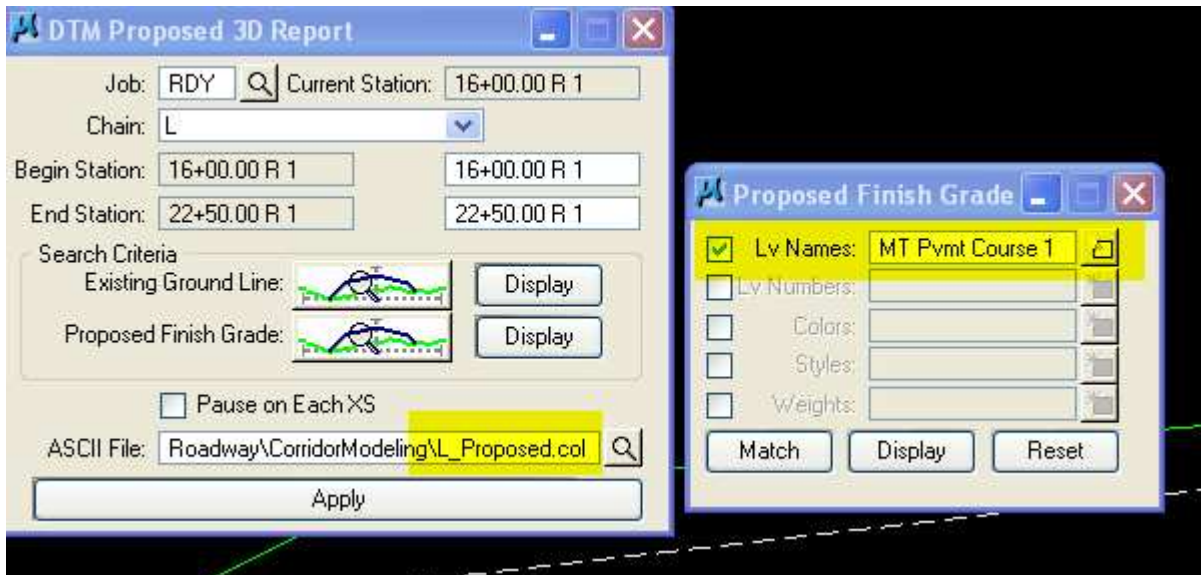 DTM Proposed 3D Report
Job: RDY Current Station: 16+00.00 R 1
Chain: L
Begin Station: 16+00.00 R 1 16+00.00 R 1
End Station: 22+50.00 R 1 22+50.00 R 1
Search Criteria
Existing Ground Line: Display
Proposed Finish Grade: Display
Pause on Each XS
ASCII File: Roadway\CorridorModeling\L_Proposed.col
Apply
Proposed Finish Grade
Lv Names: MT Pvmt Course 1
Lv Numbers:
Colors:
Styles:
Weights:
Match Display Reset